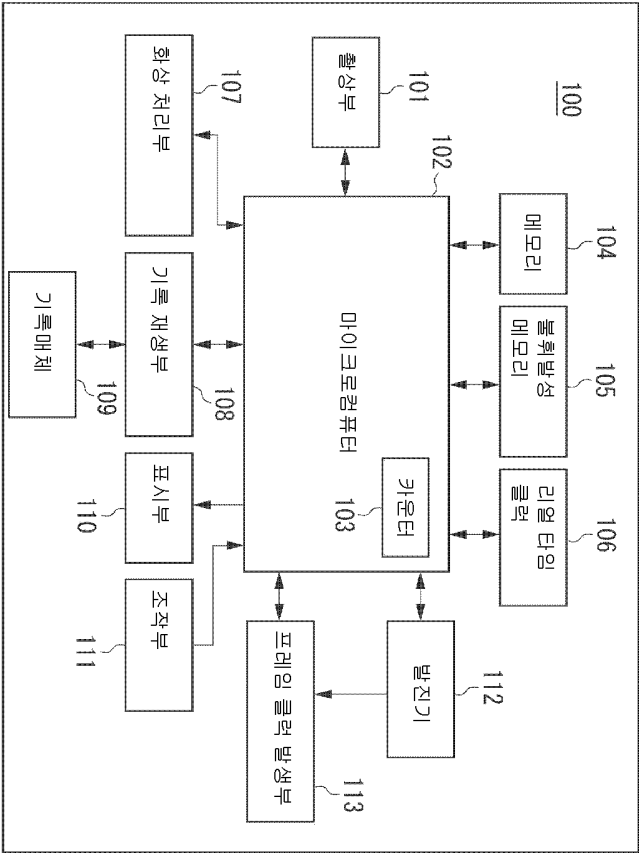 100
104
105
106
메모리
불휘발성
메모리
리얼 타임
클럭
101
102
112
촬상부
카운터
103
발진기
마이크로컴퓨터
프레임 클럭 발생부
113
107
108
110
111
화상 처리부
기록 재생부
표시부
조작부
109
기록매체